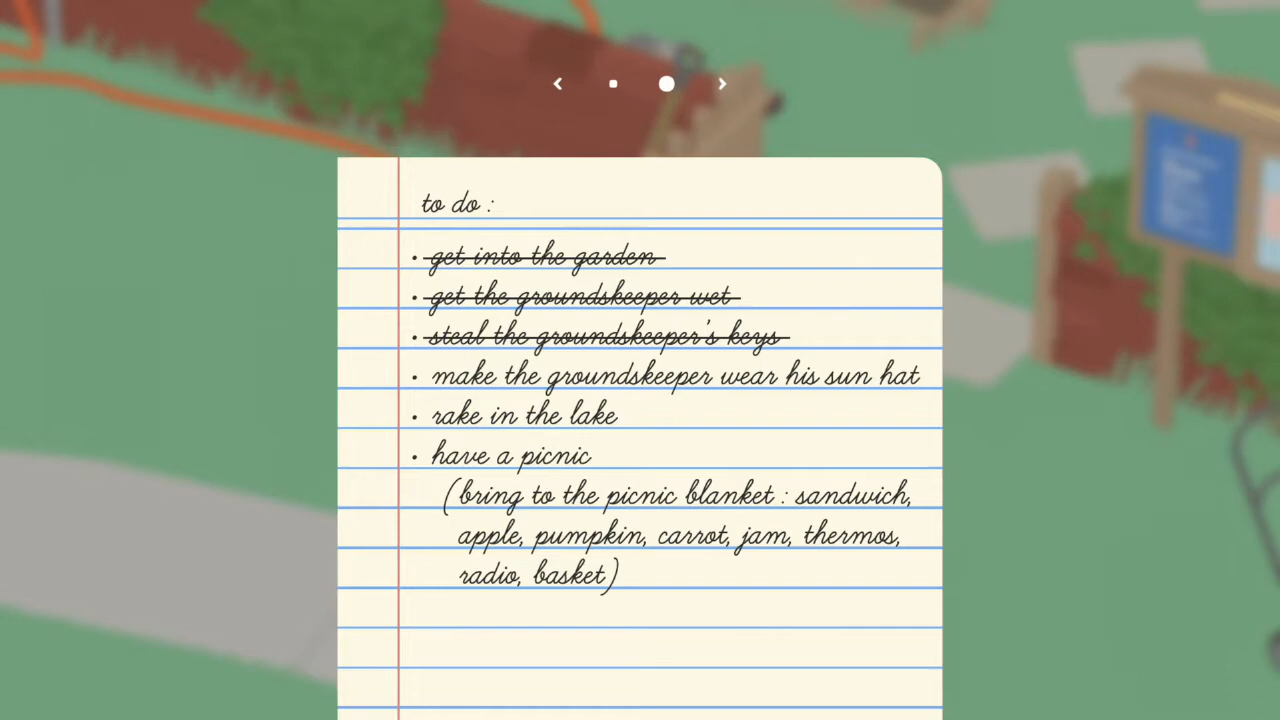 to do :
• get into the garden
• get the groundskeeper wet
• steal the groundskeeper's keys
• make the groundskeeper wear his sun hat
• rake in the lake
• have a picnic
(bring to the picnic blanket : sandwich,
apple, pumpkin, carrot, jam, thermos,
radio, basket)